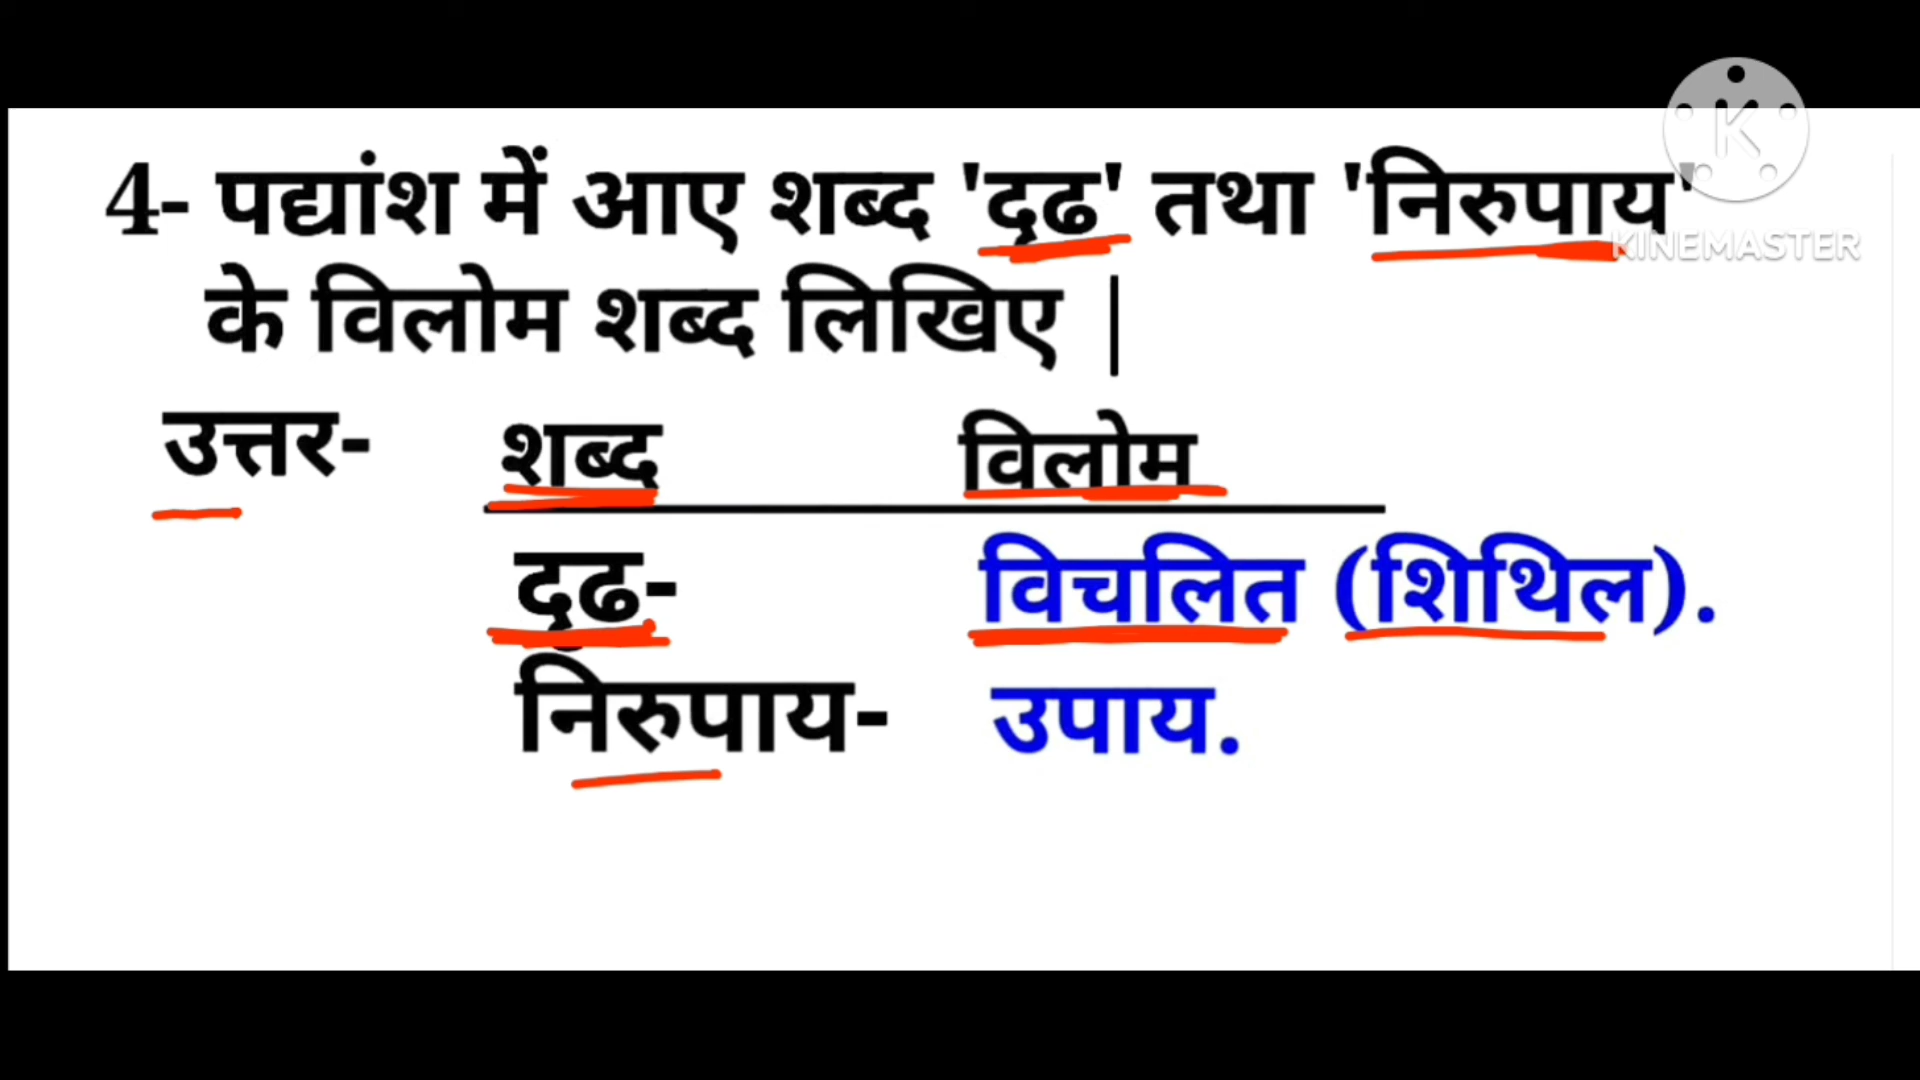 4- पद्यांश में आए शब्द 'दृढ' तथा 'निरुपाय'
के विलोम शब्द लिखिए |
उत्तर- शब्द विलोम
दृढ- विचलित (शिथिल).
निरुपाय- उपाय.
K
KINEMASTER